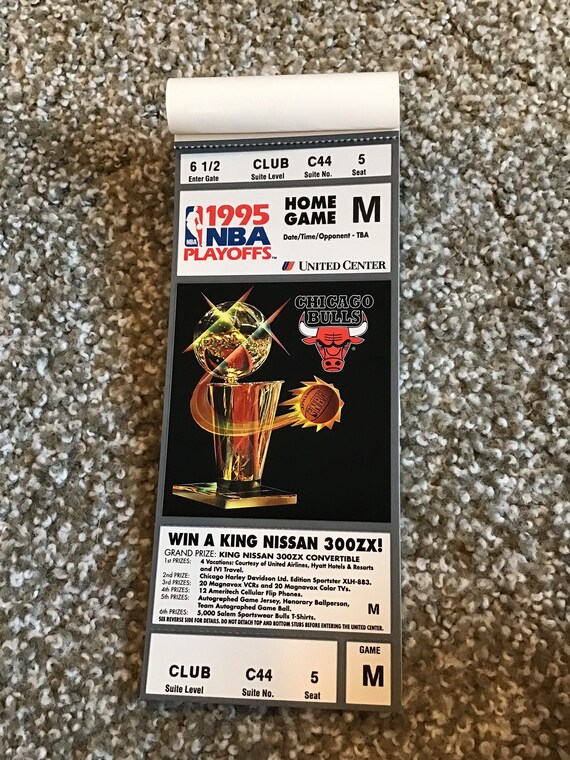 6 1/2 CLUB C44 5
Enter Gate Suite Level Suite No. Seat
NBA 1995 NBA PLAYOFFS™
HOME GAME M
Date/Time/Opponent - TBA
UNITED CENTER
CHICAGO
BULLS
WIN A KING NISSAN 300ZX!
GRAND PRIZE: KING NISSAN 300ZX CONVERTIBLE
1st PRIZES: 4 Vacations: Courtesy of United Airlines, Hyatt Hotels & Resorts
and IVI Travel.
2nd PRIZE: Chicago Harley Davidson Ltd. Edition Sportster XLH-883.
3rd PRIZES: 20 Magnavox VCRs and 20 Magnavox Color TVs.
4th PRIZES: 12 Ameritech Cellular Flip Phones.
5th PRIZES: Autographed Game Jersey, Honorary Ballperson,
Team Autographed Game Ball. M
6th PRIZES: 5,000 Salem Sportswear Bulls T-Shirts.
SEE REVERSE SIDE FOR DETAILS. DO NOT DETACH TOP AND BOTTOM STUBS BEFORE ENTERING THE UNITED CENTER.
GAME
CLUB C44 5 M
Suite Level Suite No. Seat